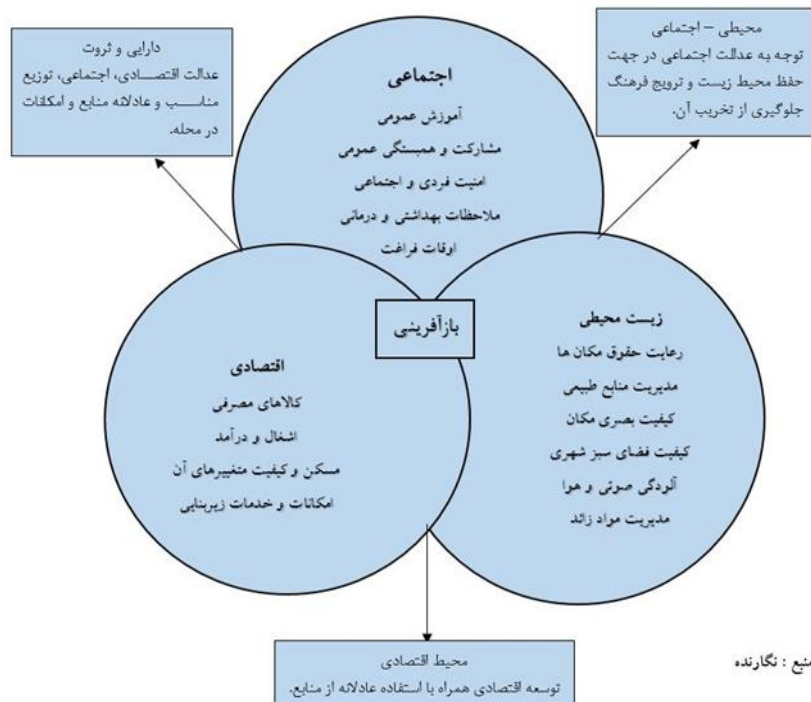 محیطی – اجتماعی
توجه به عدالت اجتماعی در جهت
حفظ محیط زیست و ترویج فرهنگ
جلوگیری از تخریب آن.
دارایی و ثروت
عدالت اقتصادی، اجتماعی، توزیع
مناسب و عادلانه منابع و امکانات
در محله.
اجتماعی
آموزش عمومی
مشارکت و همبستگی عمومی
امنیت فردی و اجتماعی
ملاحظات بهداشتی و درمانی
اوقات فراغت
بازآفرینی
زیست محیطی
رعایت حقوق مکان ها
مدیریت منابع طبیعی
کیفیت بصری مکان
کیفیت فضای سبز شهری
آلودگی صوتی و هوا
مدیریت مواد زائد
اقتصادی
کالاهای مصرفی
اشغال و درآمد
مسکن و کیفیت متغییرهای آن
امکانات و خدمات زیربنایی
محیط اقتصادی
توسعه اقتصادی همراه با استفاده عادلانه از منابع.
منبع : نگارنده